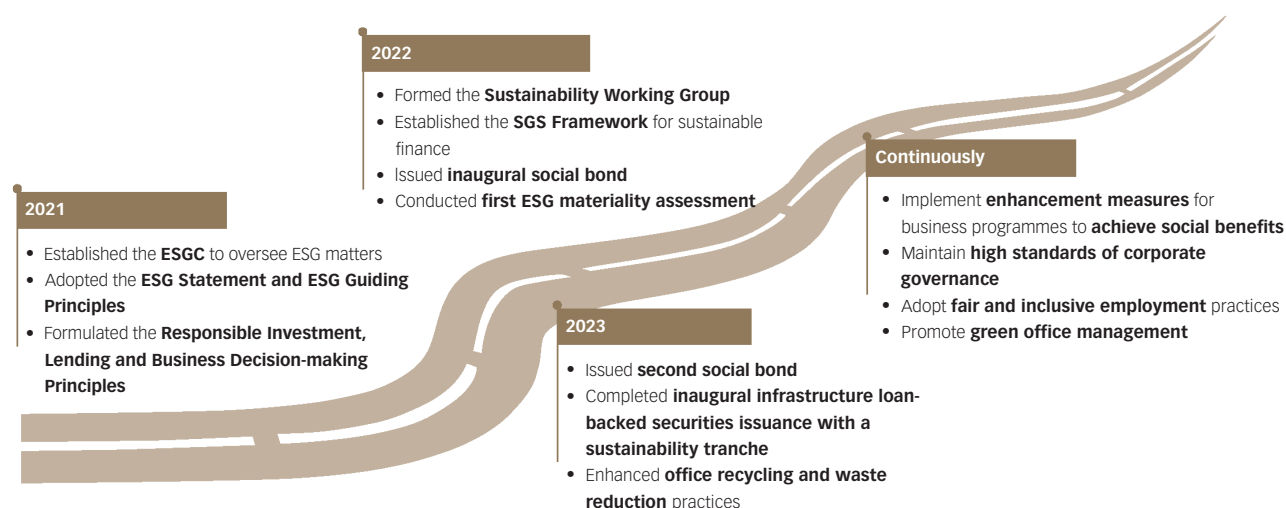 2021
• Established the ESGC to oversee ESG matters
• Adopted the ESG Statement and ESG Guiding
Principles
• Formulated the Responsible Investment,
Lending and Business Decision-making
Principles
2022
• Formed the Sustainability Working Group
• Established the SGS Framework for sustainable
finance
• Issued inaugural social bond
• Conducted first ESG materiality assessment
2023
• Issued second social bond
• Completed inaugural infrastructure loan-
backed securities issuance with a
sustainability tranche
• Enhanced office recycling and waste
reduction practices
Continuously
• Implement enhancement measures for
business programmes to achieve social benefits
• Maintain high standards of corporate
governance
• Adopt fair and inclusive employment practices
• Promote green office management